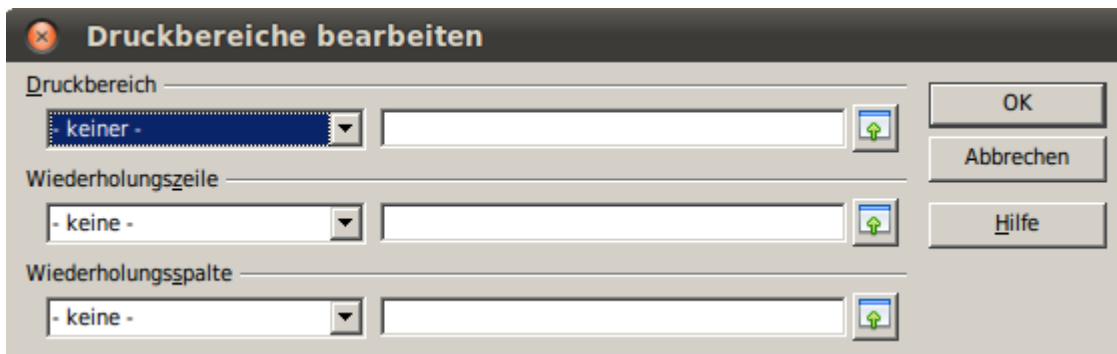 Druckbereiche bearbeiten
Druckbereich
- keiner -
OK
Abbrechen
Wiederholungszeile
- keine -
Hilfe
Wiederholungsspalte
- keine -